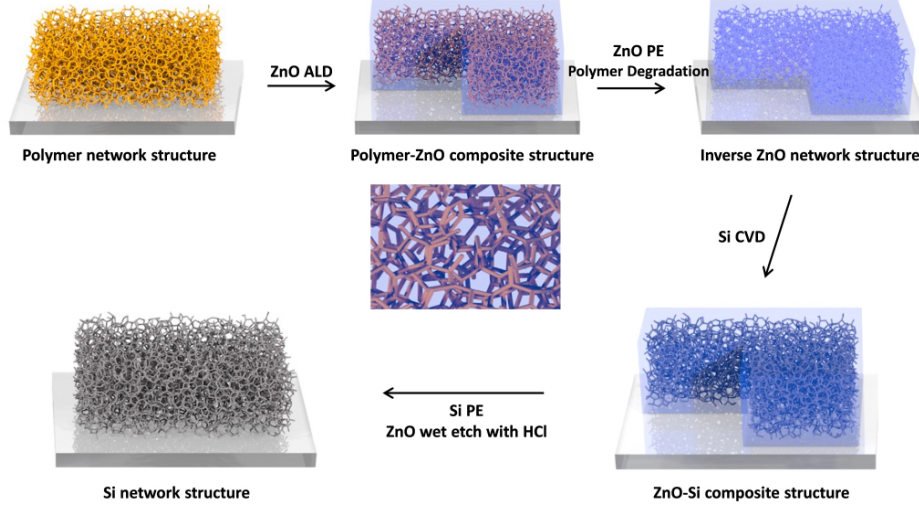 ZnO ALD
ZnO PE
Polymer Degradation
Polymer network structure
Polymer-ZnO composite structure
Inverse ZnO network structure
Si CVD
Si PE
ZnO wet etch with HCl
Si network structure
ZnO-Si composite structure